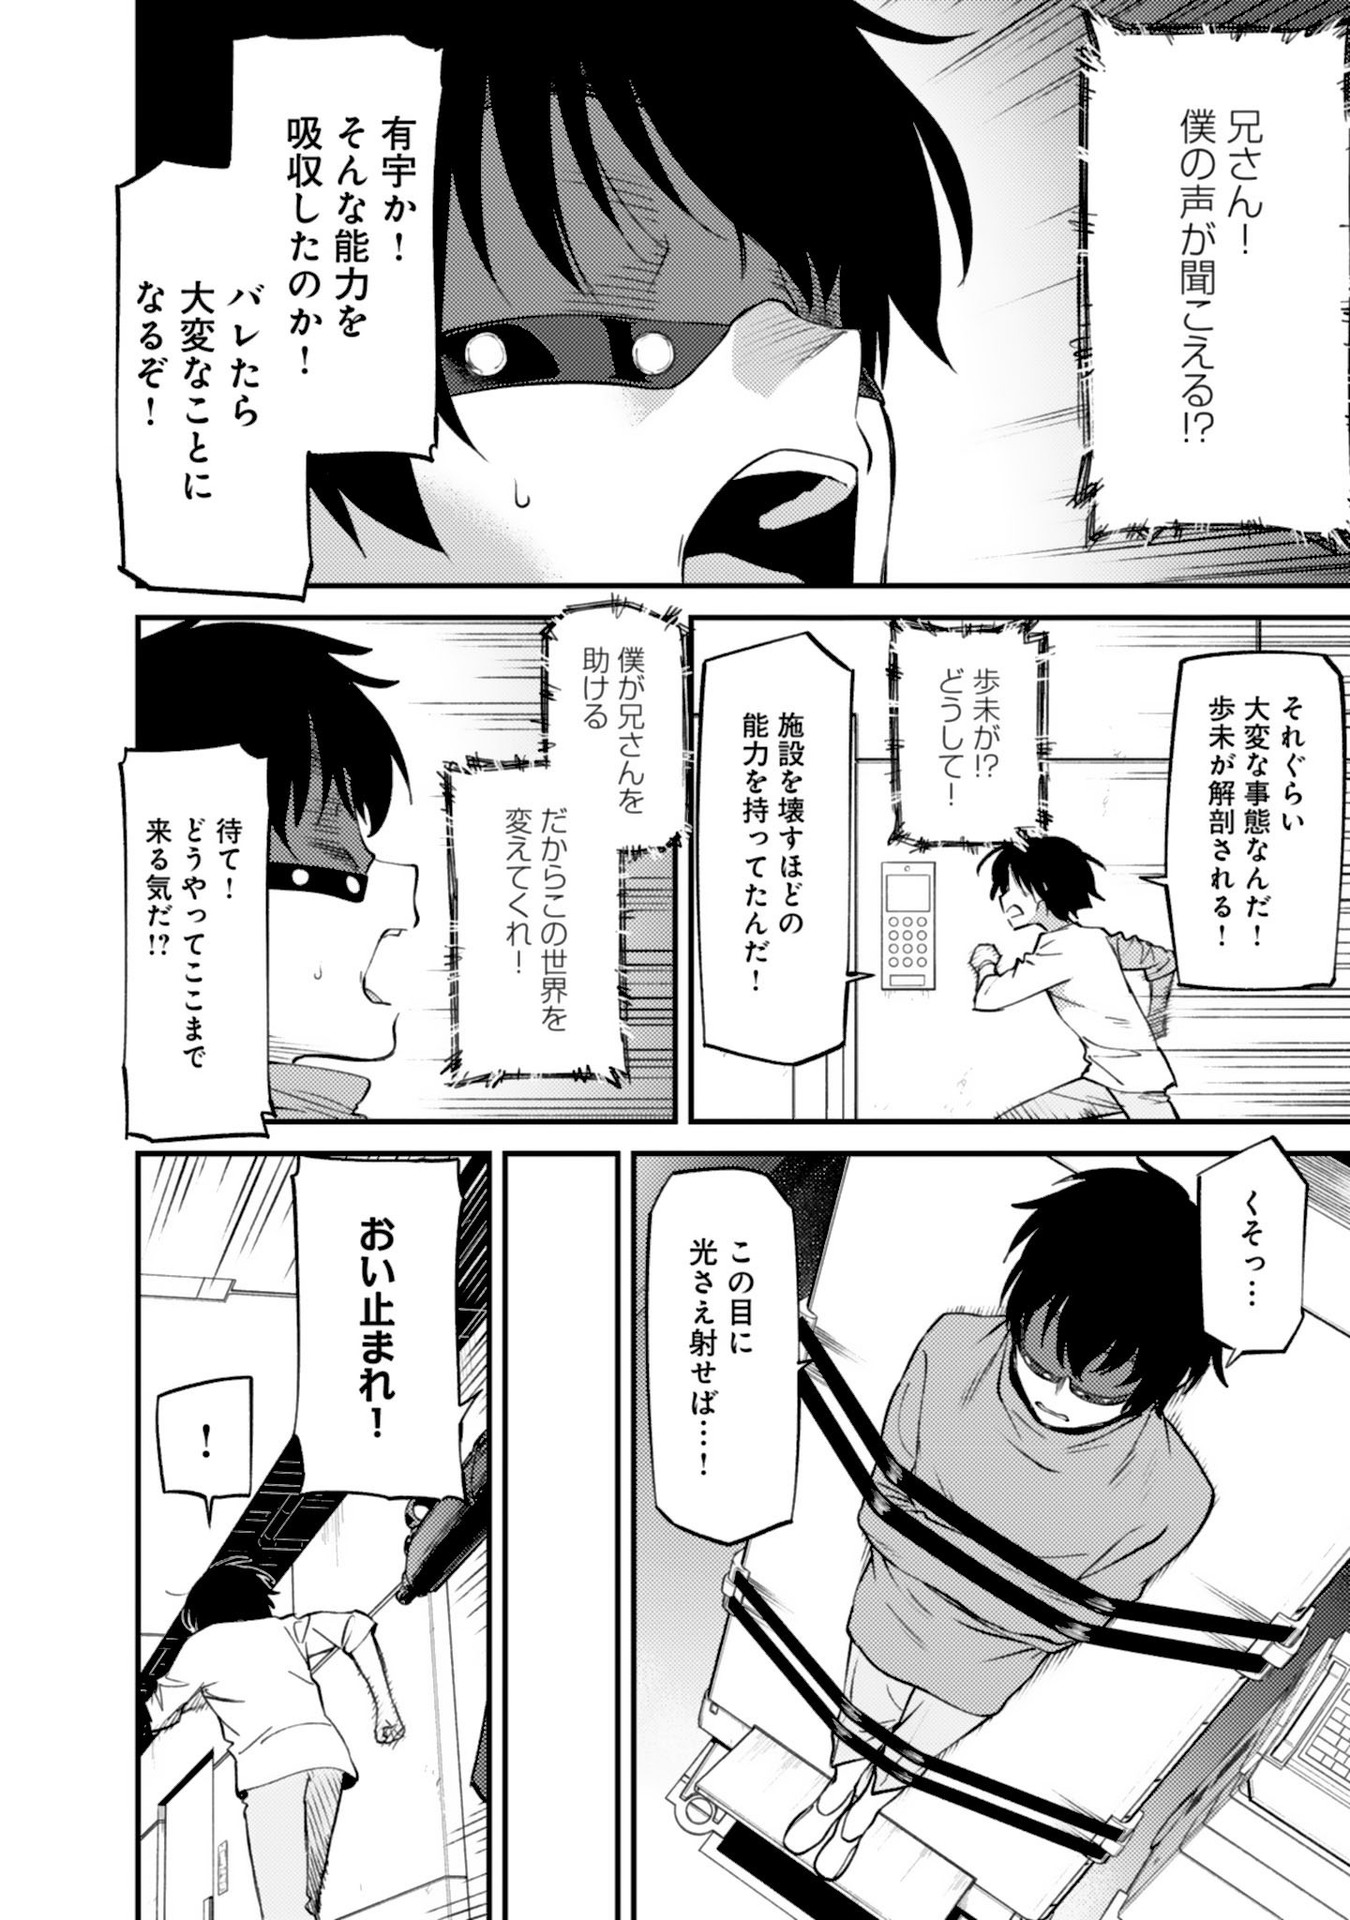 兄さん！
僕の声が聞こえる!?
有宇か！
そんな能力を
吸収したのか！
バレたら
大変なことに
なるぞ！
それぐらい
大変な事態なんだ！
歩未が解剖される！
歩未が!?
どうして！
施設を壊すほどの
能力を持ってたんだ！
僕が兄さんを
助ける
だからこの世界を
変えてくれ！
待て！
どうやってここまで
来る気だ!?
くそっ…
この目に
光さえ射せば…！
おい止まれ！
！